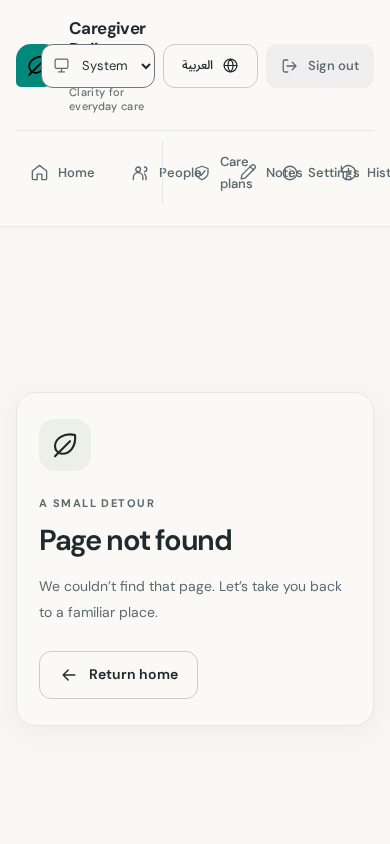 Caregiver
System
العربية
Sign out
Clarity for
everyday care
Home
People
Care
plans
Notes
Settings
A SMALL DETOUR
Page not found
We couldn’t find that page. Let’s take you back
to a familiar place.
Return home